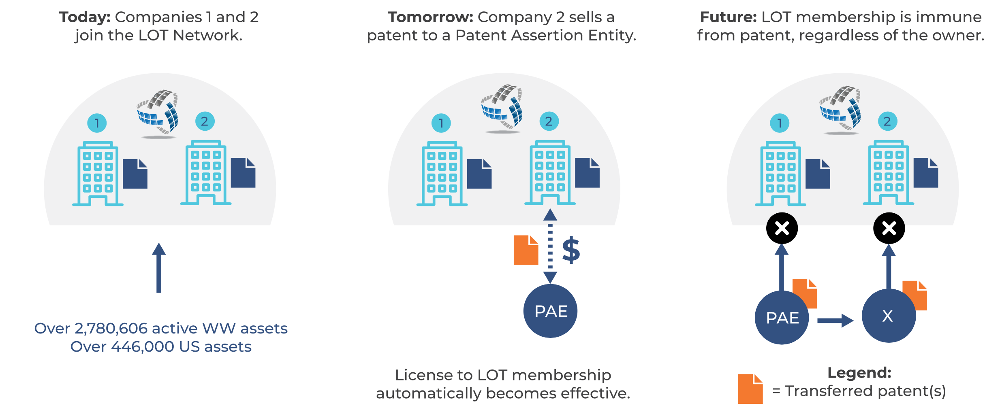 Today: Companies 1 and 2
join the LOT Network.
1
2
Over 2,780,606 active WW assets
Over 446,000 US assets
Tomorrow: Company 2 sells a
patent to a Patent Assertion Entity.
1
2
$
PAE
License to LOT membership
automatically becomes effective.
Future: LOT membership is immune
from patent, regardless of the owner.
1
2
PAE
X
Legend:
= Transferred patent(s)